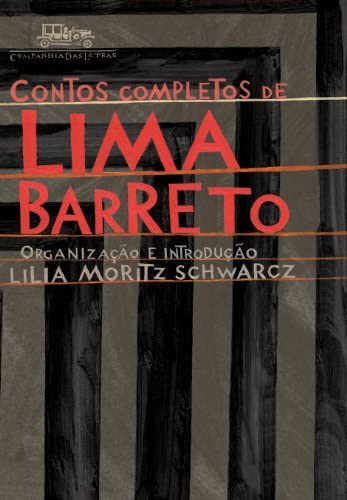 COMPANHIA DAS LETRAS
CONTOS COMPLETOS DE
LIMA
BARRETO
ORGANIZAÇÃO E INTRODUÇÃO
LILIA MORITZ SCHWARCZ